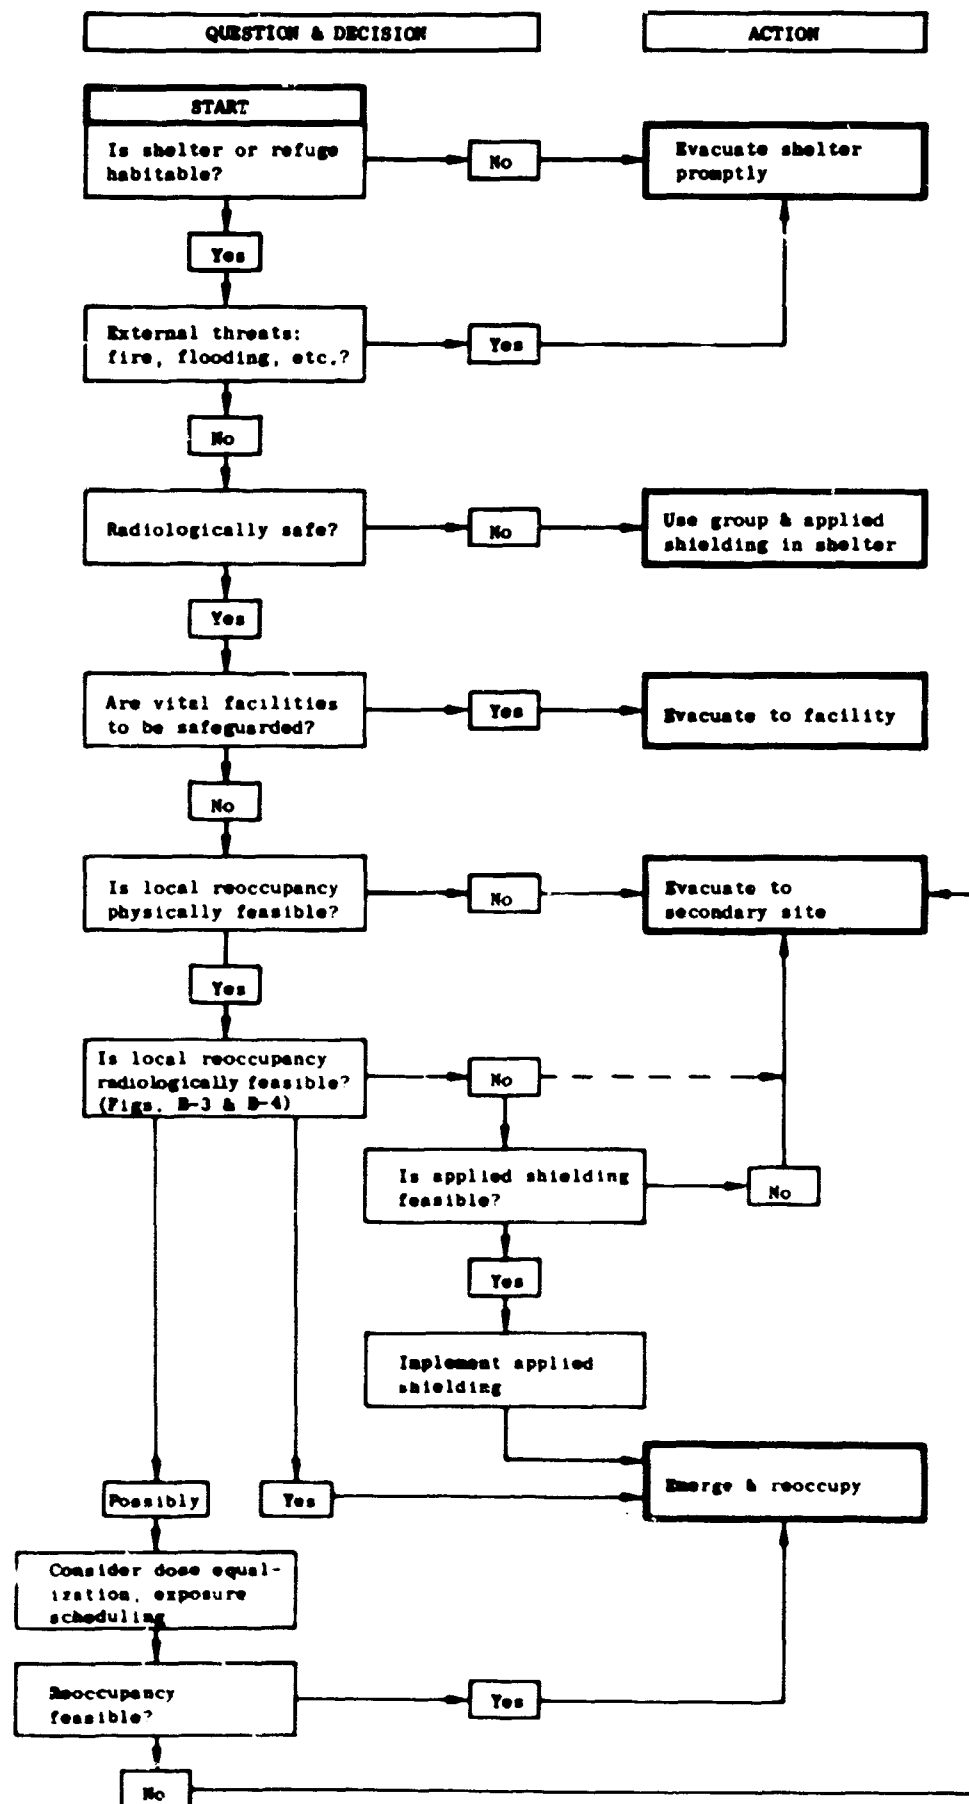 QUESTION & DECISION
ACTION
START
Is shelter or refuge
habitable?
No
Evacuate shelter
promptly
Yes
External threats:
fire, flooding, etc.?
Yes
No
Radiologically safe?
No
Use group & applied
shielding in shelter
Yes
Are vital facilities
to be safeguarded?
Yes
Evacuate to facility
No
Is local reoccupancy
physically feasible?
No
Evacuate to
secondary site
Yes
Is local reoccupancy
radiologically feasible?
(Figs. B-3 & B-4)
No
Is applied shielding
feasible?
No
Yes
Implement applied
shielding
Possibly
Yes
Emerge & reoccupy
Consider dose equal-
ization, exposure
scheduling
Reoccupancy
feasible?
Yes
No